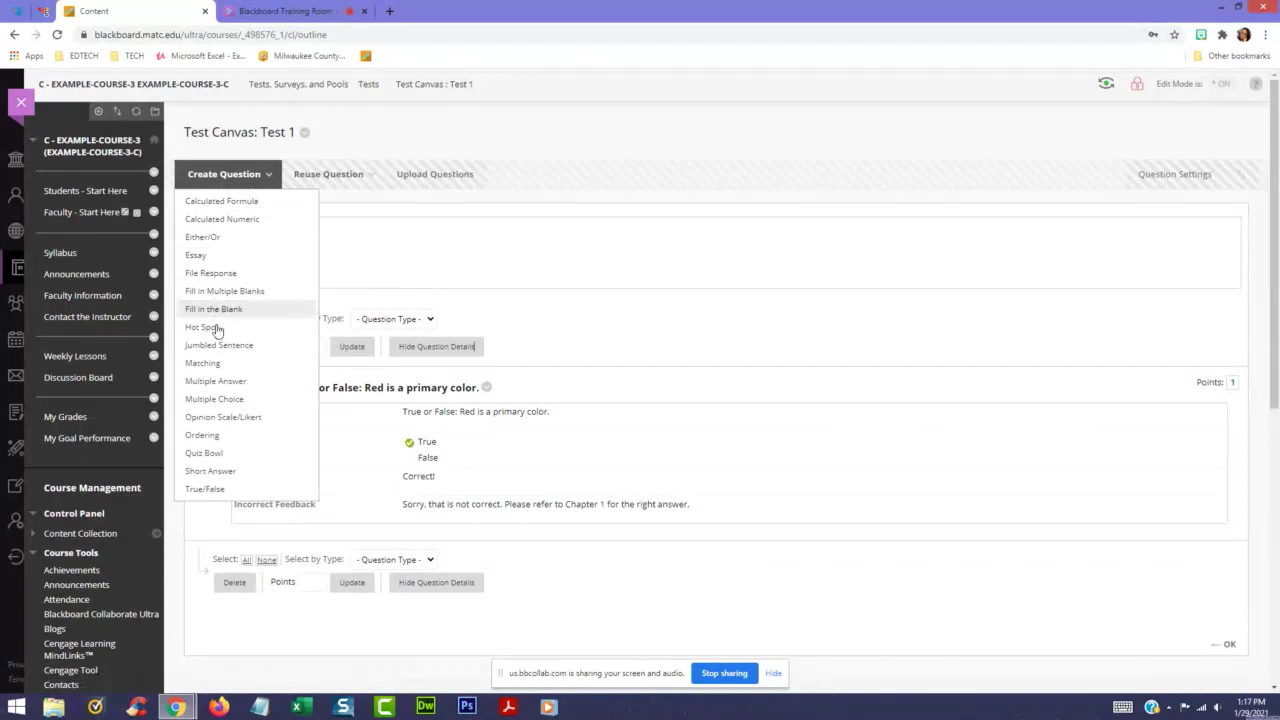 Content
Blackboard Training Room -
blackboard.matc.edu/ultra/courses/_498576_1/cl/outline
Apps
EDTECH
TECH
Microsoft Excel - Ex...
Milwaukee County...
Other bookmarks
C - EXAMPLE-COURSE-3 EXAMPLE-COURSE-3-C
Tests, Surveys, and Pools
Tests
Test Canvas : Test 1
Edit Mode is:
ON
?
C - EXAMPLE-COURSE-3
(EXAMPLE-COURSE-3-C)
Students - Start Here
Faculty - Start Here
Syllabus
Announcements
Faculty Information
Contact the Instructor
Weekly Lessons
Discussion Board
My Grades
My Goal Performance
Course Management
Control Panel
Content Collection
Course Tools
Achievements
Announcements
Attendance
Blackboard Collaborate Ultra
Blogs
Cengage Learning
MindLinks™
Cengage Tool
Contacts
Test Canvas: Test 1
Create Question
Reuse Question
Upload Questions
Question Settings
Calculated Formula
Calculated Numeric
Either/Or
Essay
File Response
Fill in Multiple Blanks
Fill in the Blank
Hot Spo
Jumbled Sentence
Matching
Multiple Answer
Multiple Choice
Opinion Scale/Likert
Ordering
Quiz Bowl
Short Answer
True/False
y Type:
- Question Type -
Update
Hide Question Details
or False: Red is a primary color.
Points: 1
True or False: Red is a primary color.
True
False
Correct!
Incorrect Feedback
Sorry, that is not correct. Please refer to Chapter 1 for the right answer.
Select: All None Select by Type: - Question Type -
Delete
Points
Update
Hide Question Details
OK
us.bbcollab.com is sharing your screen and audio.
Stop sharing
Hide
Dw
Ps
1:17 PM
1/29/2021